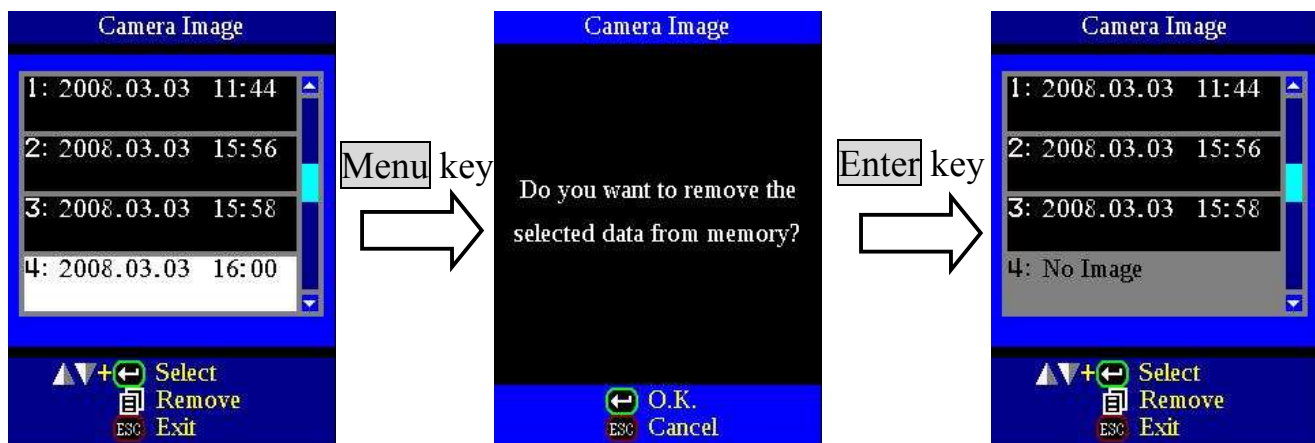 Camera Image
1: 2008.03.03 11:44
2: 2008.03.03 15:56
3: 2008.03.03 15:58
4: 2008.03.03 16:00
+ Select
Remove
ESC Exit
Menu key
Camera Image
Do you want to remove the
selected data from memory?
O.K.
ESC Cancel
Enter key
Camera Image
1: 2008.03.03 11:44
2: 2008.03.03 15:56
3: 2008.03.03 15:58
4: No Image
+ Select
Remove
ESC Exit